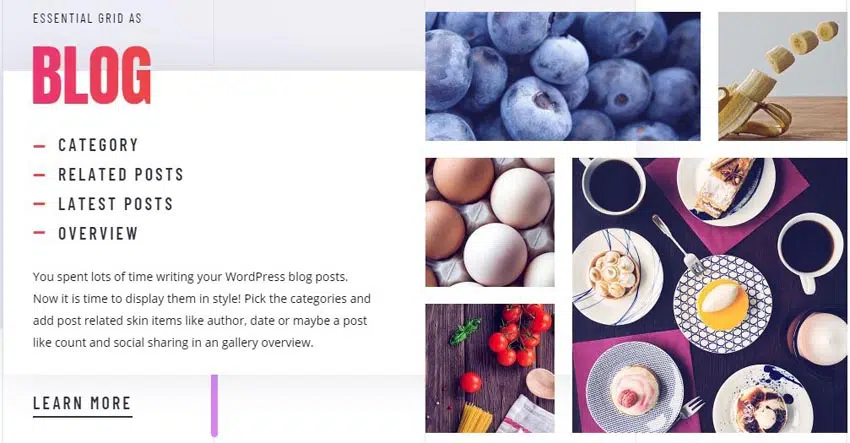 ESSENTIAL GRID AS
BLOG
CATEGORY
RELATED POSTS
LATEST POSTS
OVERVIEW
You spent lots of time writing your WordPress blog posts.
Now it is time to display them in style! Pick the categories and
add post related skin items like author, date or maybe a post
like count and social sharing in an gallery overview.
LEARN MORE